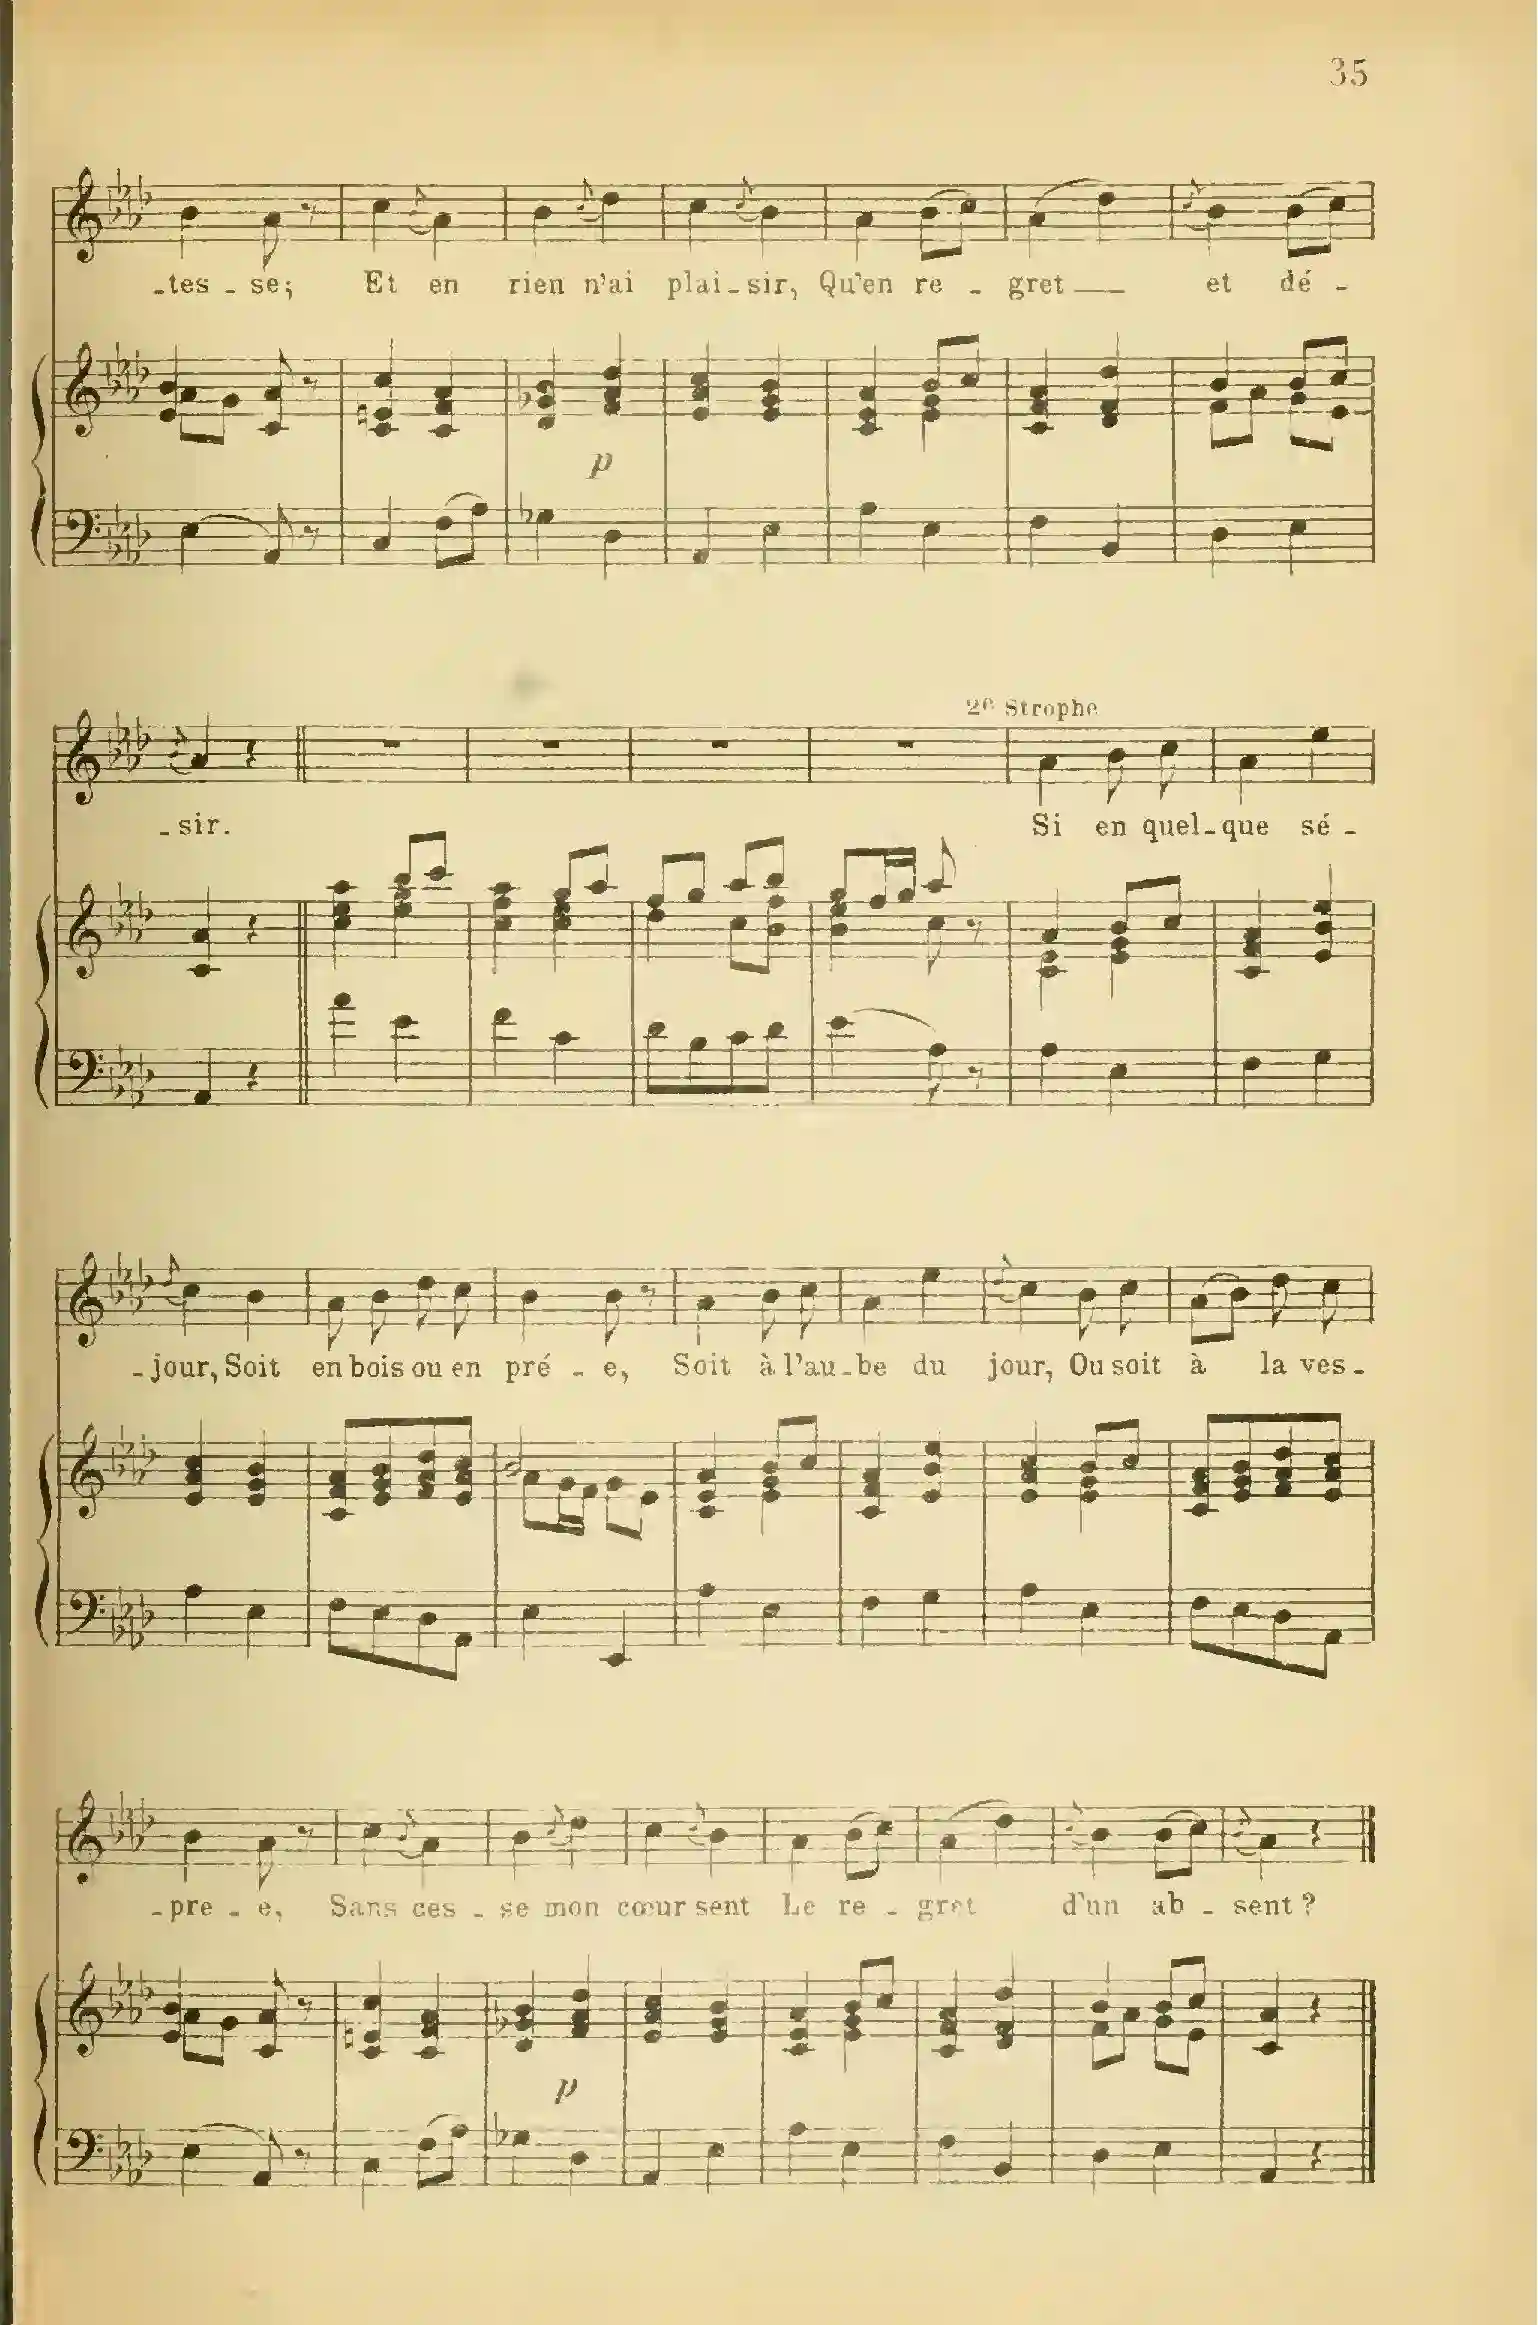 35
-tes - se; Et en rien n'ai plai-sir, Qu'en re - gret et dé -
p
2e Strophe
- sir. Si en quel-que sé -
- jour, Soit en bois ou en pré - e, Soit à l'au-be du jour, Ou soit à la ves -
-pre - e, Sans ces - se mon cœur sent Le re - gret d'un ab - sent ?
p